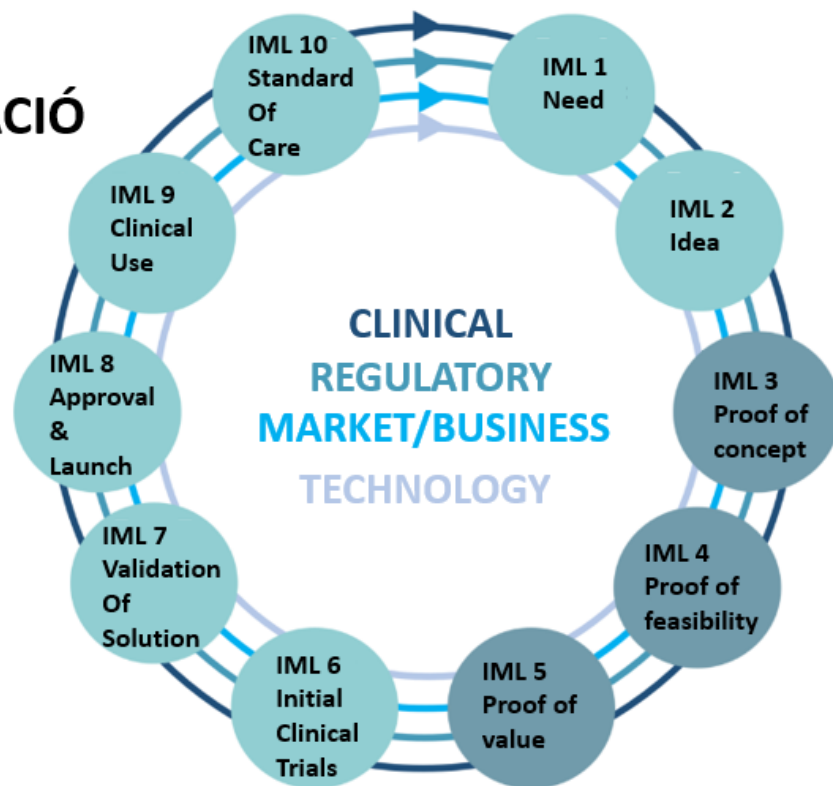 ACIÓ
IML 1
Need
IML 2
Idea
IML 3
Proof of
concept
IML 4
Proof of
feasibility
IML 5
Proof of
value
IML 6
Initial
Clinical
Trials
IML 7
Validation
Of
Solution
IML 8
Approval
&
Launch
IML 9
Clinical
Use
IML 10
Standard
Of
Care
CLINICAL
REGULATORY
MARKET/BUSINESS
TECHNOLOGY